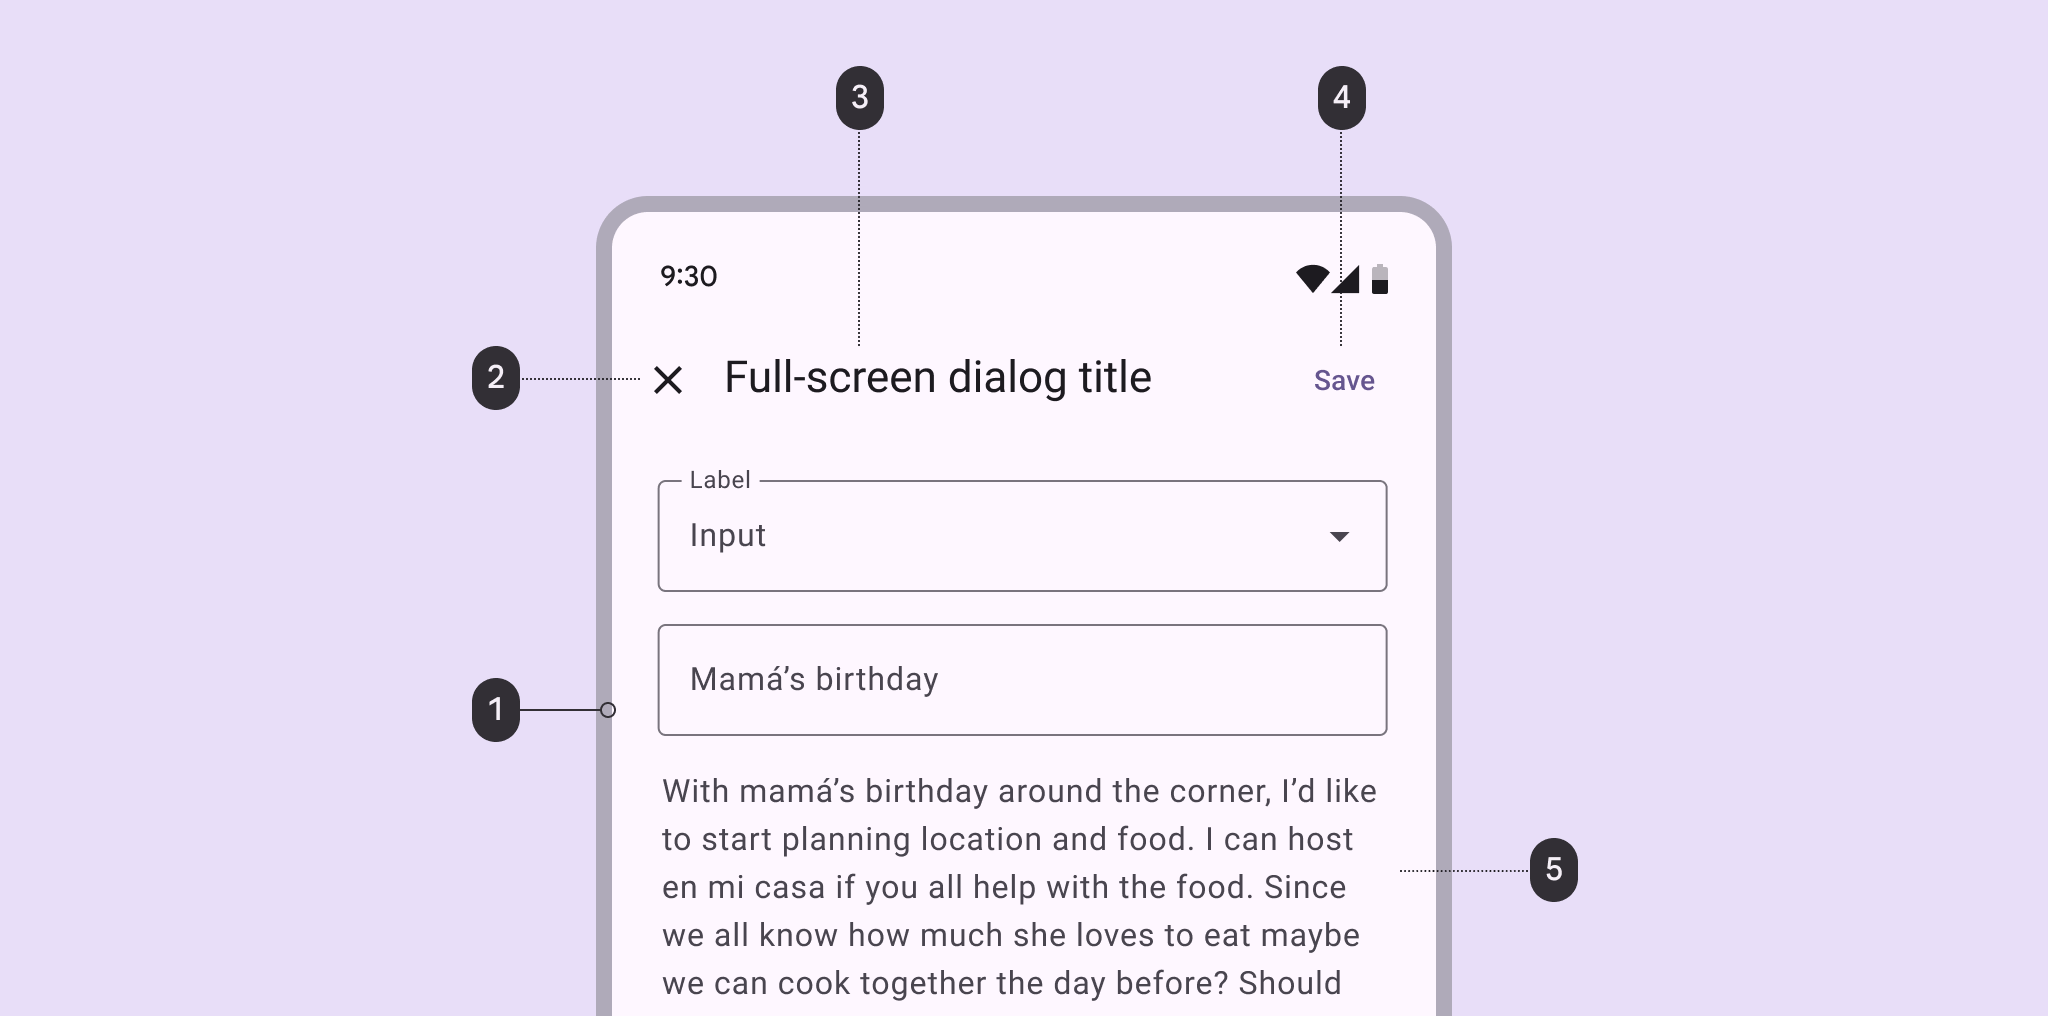 3
4
9:30
2
Full-screen dialog title
Save
Label
Input
Mamá’s birthday
1
With mamá’s birthday around the corner, I’d like
to start planning location and food. I can host
en mi casa if you all help with the food. Since
we all know how much she loves to eat maybe
we can cook together the day before? Should
5